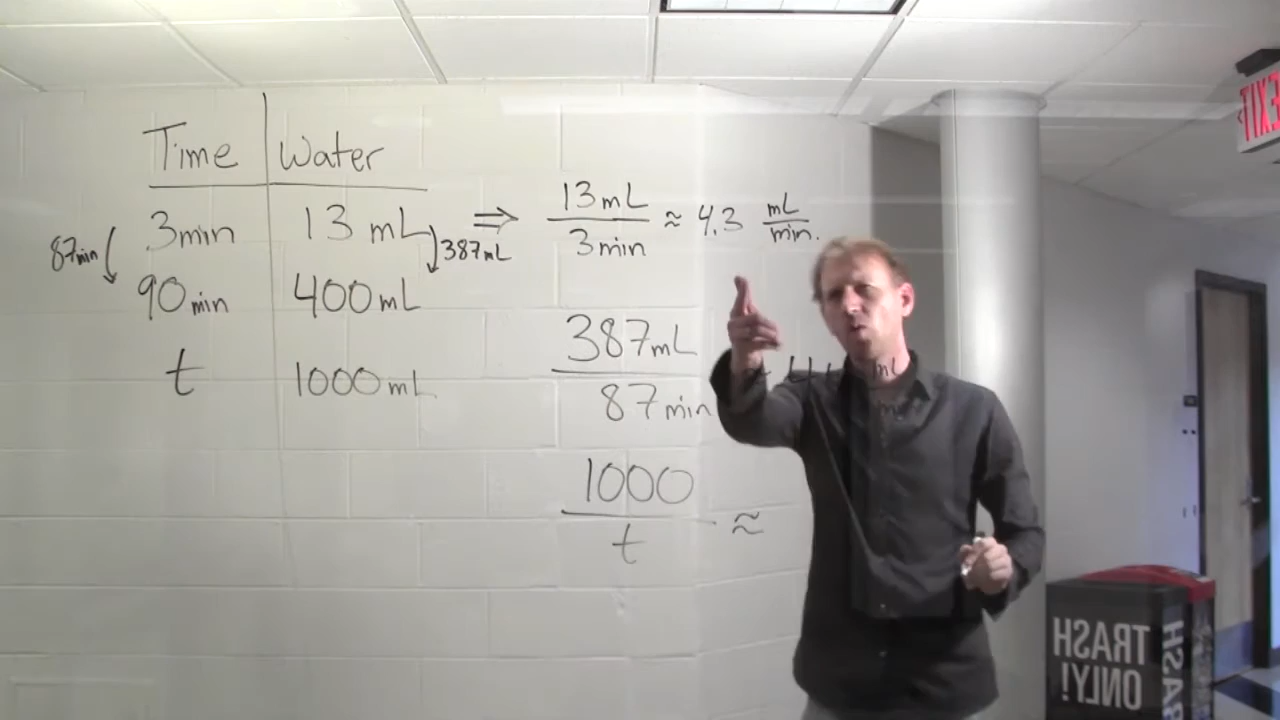 Time Water
3min 13 mL ⇒ 13mL / 3min ≈ 4.3 mL / min.
87min 387mL
90min 400mL
387mL / 87min
t 1000mL
1000 / t ≈
EXIT
TRASH
ONLY!